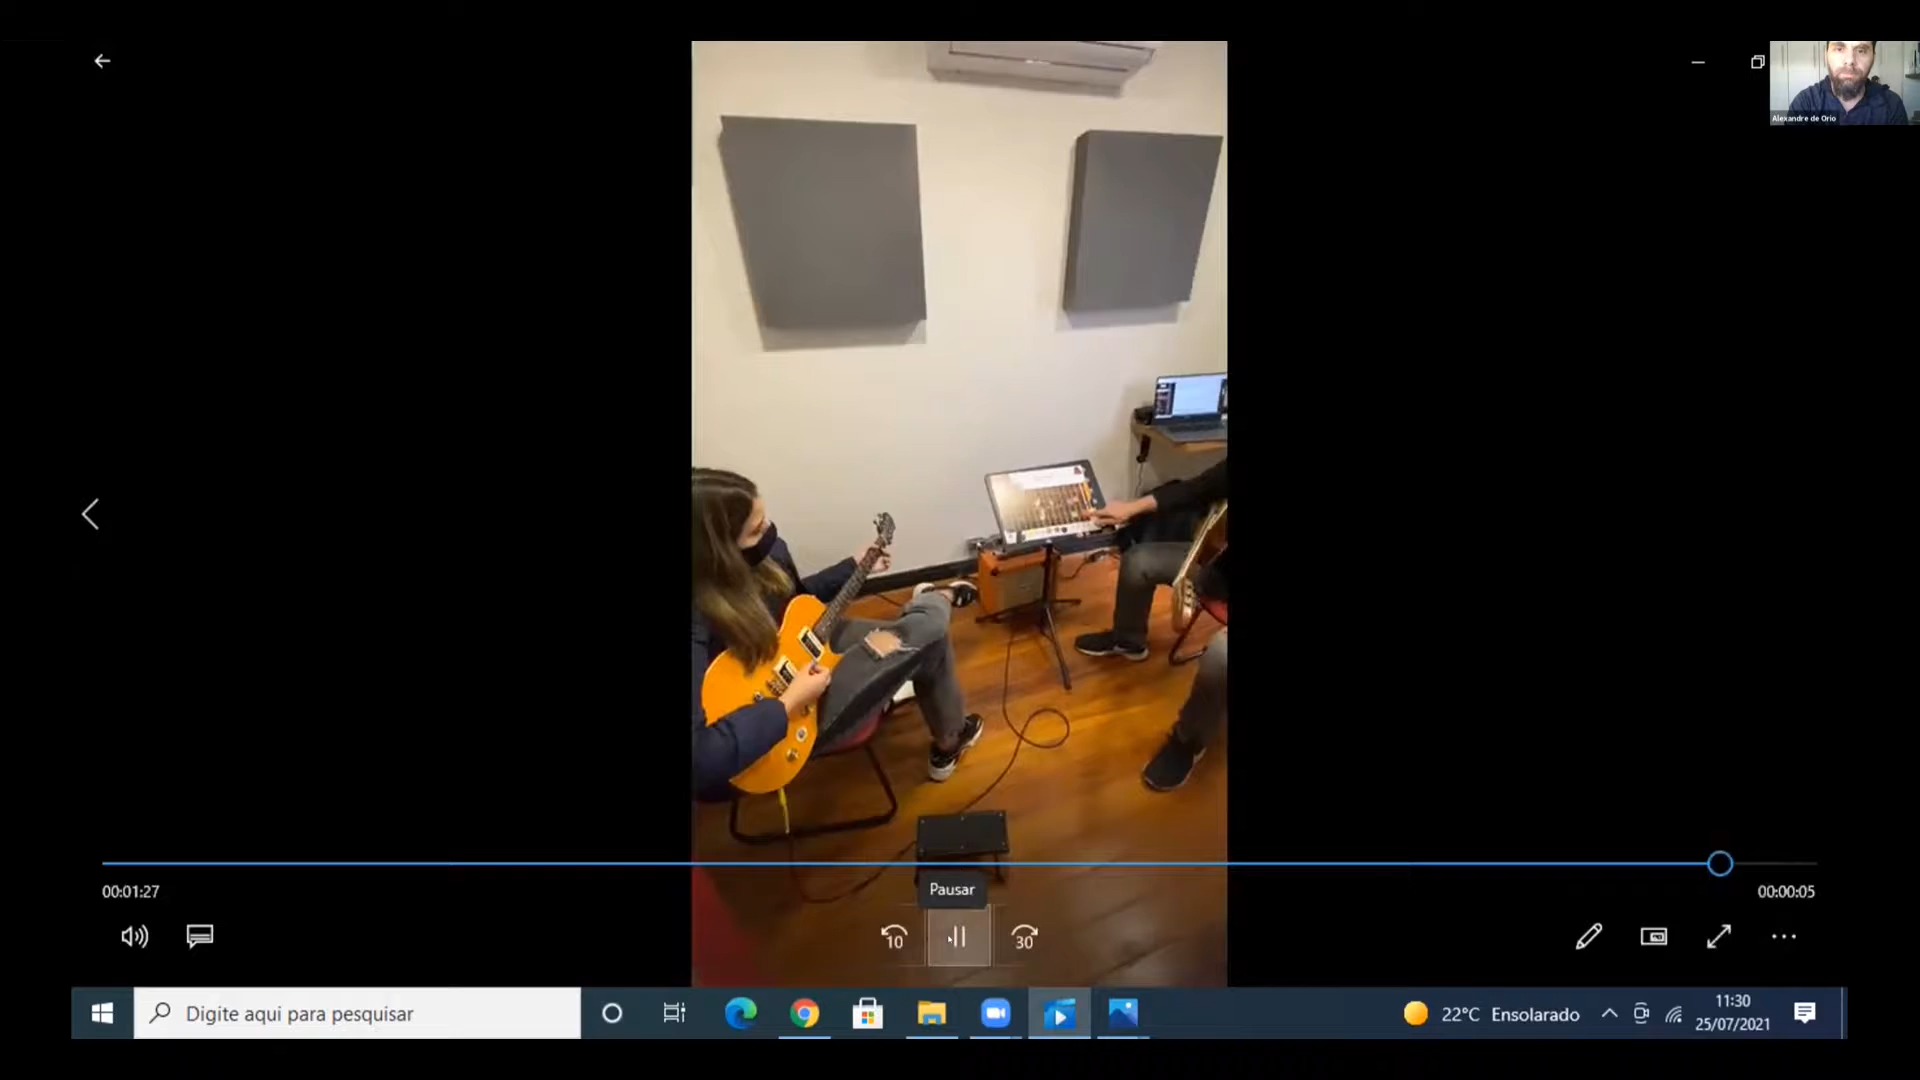 Alexandre de Orio
00:01:27
00:00:05
Pausar
10
30
Digite aqui para pesquisar
22°C Ensolarado
11:30
25/07/2021